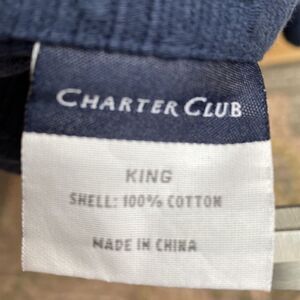 CHARTER CLUB
KING
SHELL: 100% COTTON
MADE IN CHINA